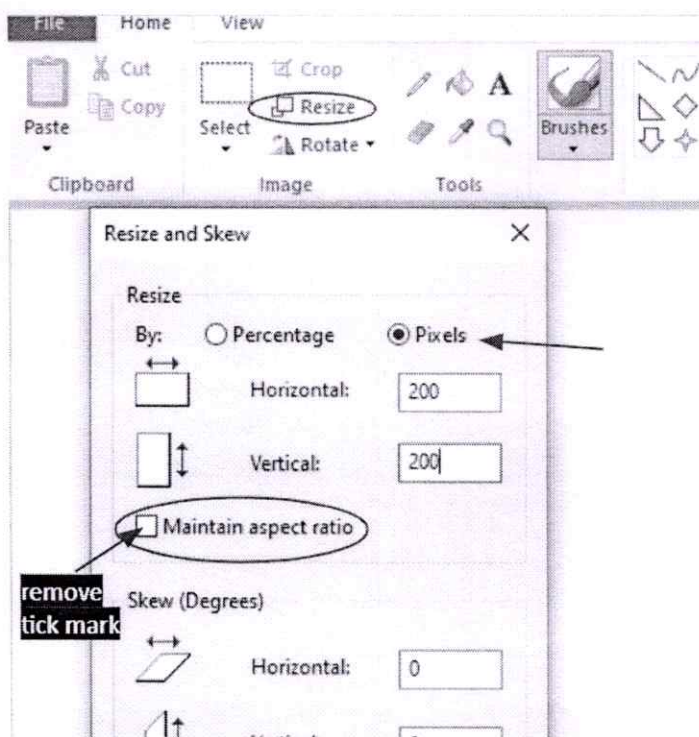 File Home View
Cut
Copy
Paste
Clipboard
Select
Crop
Resize
Rotate
Image
A
Tools
Brushes
Resize and Skew
Resize
By: Percentage Pixels
Horizontal: 200
Vertical: 200
Maintain aspect ratio
remove
tick mark
Skew (Degrees)
Horizontal: 0